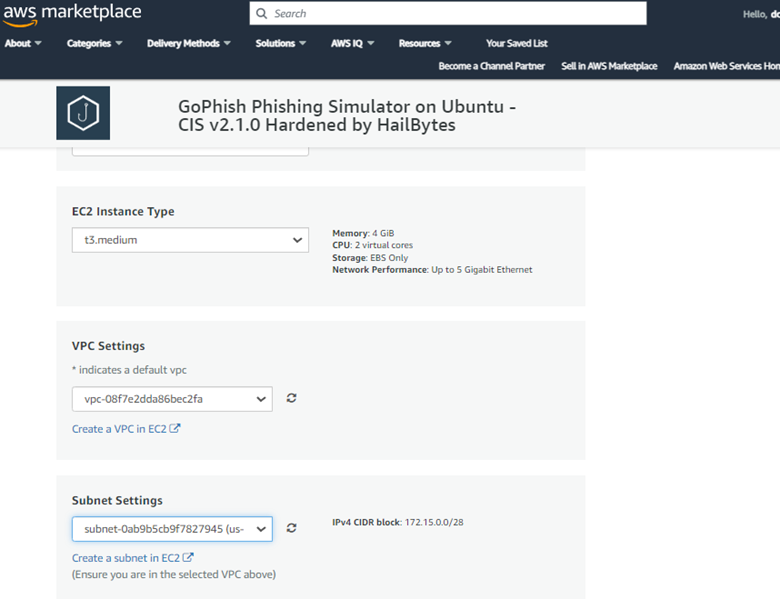 aws marketplace
Search
Hello, do
About
Categories
Delivery Methods
Solutions
AWS IQ
Resources
Your Saved List
Become a Channel Partner
Sell in AWS Marketplace
Amazon Web Services Hom
GoPhish Phishing Simulator on Ubuntu -
CIS v2.1.0 Hardened by HailBytes
EC2 Instance Type
t3.medium
Memory: 4 GiB
CPU: 2 virtual cores
Storage: EBS Only
Network Performance: Up to 5 Gigabit Ethernet
VPC Settings
* indicates a default vpc
vpc-08f7e2dda86bec2fa
Create a VPC in EC2
Subnet Settings
subnet-0ab9b5cb9f7827945 (us-
IPv4 CIDR block: 172.15.0.0/28
Create a subnet in EC2
(Ensure you are in the selected VPC above)